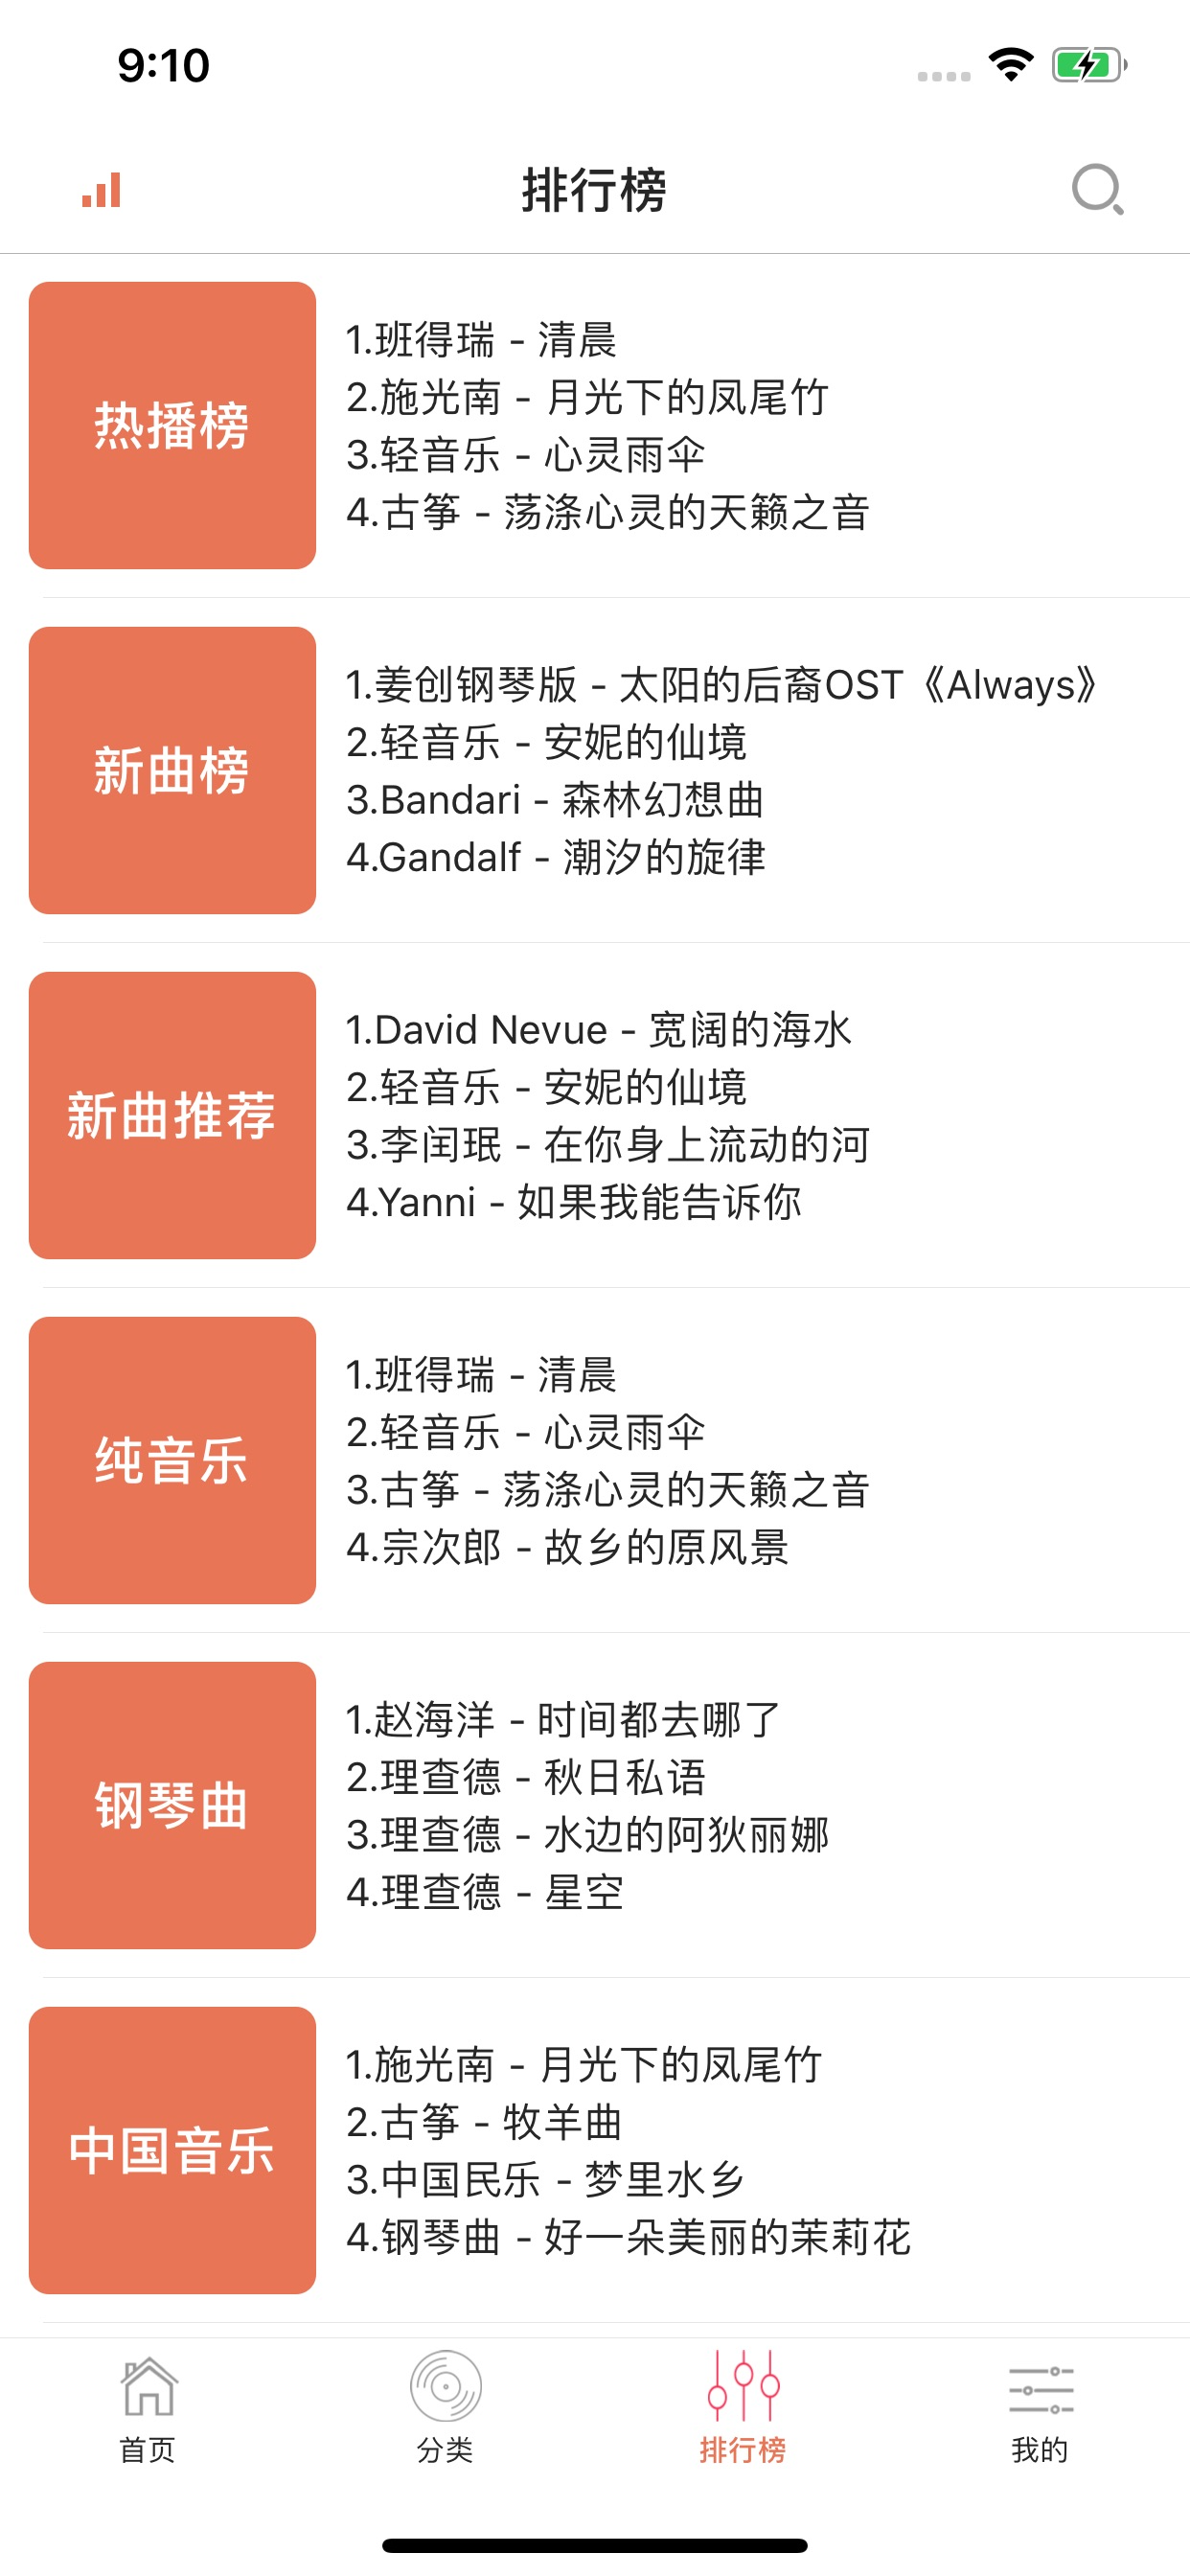 9:10
排行榜
热播榜
1.班得瑞 - 清晨
2.施光南 - 月光下的凤尾竹
3.轻音乐 - 心灵雨伞
4.古筝 - 荡涤心灵的天籁之音
新曲榜
1.姜创钢琴版 - 太阳的后裔OST《Always》
2.轻音乐 - 安妮的仙境
3.Bandari - 森林幻想曲
4.Gandalf - 潮汐的旋律
新曲推荐
1.David Nevue - 宽阔的海水
2.轻音乐 - 安妮的仙境
3.李闰珉 - 在你身上流动的河
4.Yanni - 如果我能告诉你
纯音乐
1.班得瑞 - 清晨
2.轻音乐 - 心灵雨伞
3.古筝 - 荡涤心灵的天籁之音
4.宗次郎 - 故乡的原风景
钢琴曲
1.赵海洋 - 时间都去哪了
2.理查德 - 秋日私语
3.理查德 - 水边的阿狄丽娜
4.理查德 - 星空
中国音乐
1.施光南 - 月光下的凤尾竹
2.古筝 - 牧羊曲
3.中国民乐 - 梦里水乡
4.钢琴曲 - 好一朵美丽的茉莉花
首页
分类
排行榜
我的